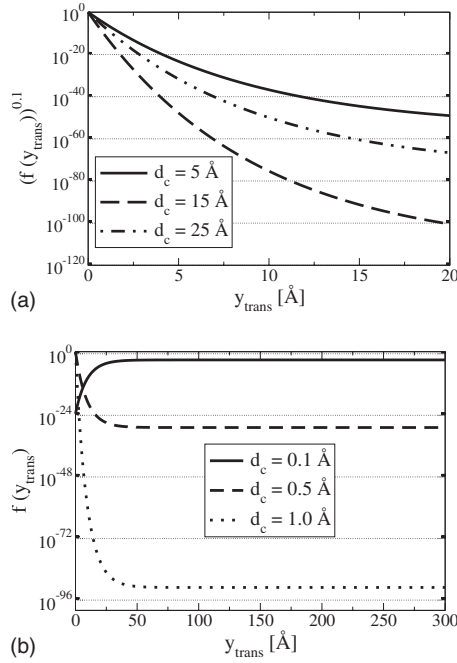 10^0
10^-20
10^-40
10^-60
10^-80
10^-100
10^-120
(f (y_trans))^0.1
d_c = 5 Å
d_c = 15 Å
d_c = 25 Å
0 5 10 15 20
y_trans [Å]
(a)
10^0
10^-24
10^-48
10^-72
10^-96
f (y_trans)
d_c = 0.1 Å
d_c = 0.5 Å
d_c = 1.0 Å
0 50 100 150 200 250 300
y_trans [Å]
(b)